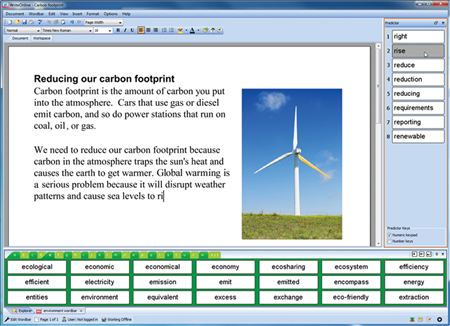 WriteOnline - Carbon footprint
Document Wordbar Edit View Insert Format Options Help
Page Width
Normal Times New Roman
Document Workspace
Reducing our carbon footprint
Carbon footprint is the amount of carbon you put
into the atmosphere. Cars that use gas or diesel
emit carbon, and so do power stations that run on
coal, oil, or gas.
We need to reduce our carbon footprint because
carbon in the atmosphere traps the sun's heat and
causes the earth to get warmer. Global warming is
a serious problem because it will disrupt weather
patterns and cause sea levels to ri
Predictor
1 right
2 rise
3 reduce
4 reduction
5 reducing
6 requirements
7 reporting
8 renewable
Predictor Keys
Numeric keypad
Number keys
ecological economic economical economy ecosharing ecosystem efficiency
efficient electricity emission emit emitted encompass energy
entities environment equivalent excess exchange eco-friendly extraction
Explorer environment wordbar
Edit Wordbar Page 1 of 1 User: Not logged in Working Offline